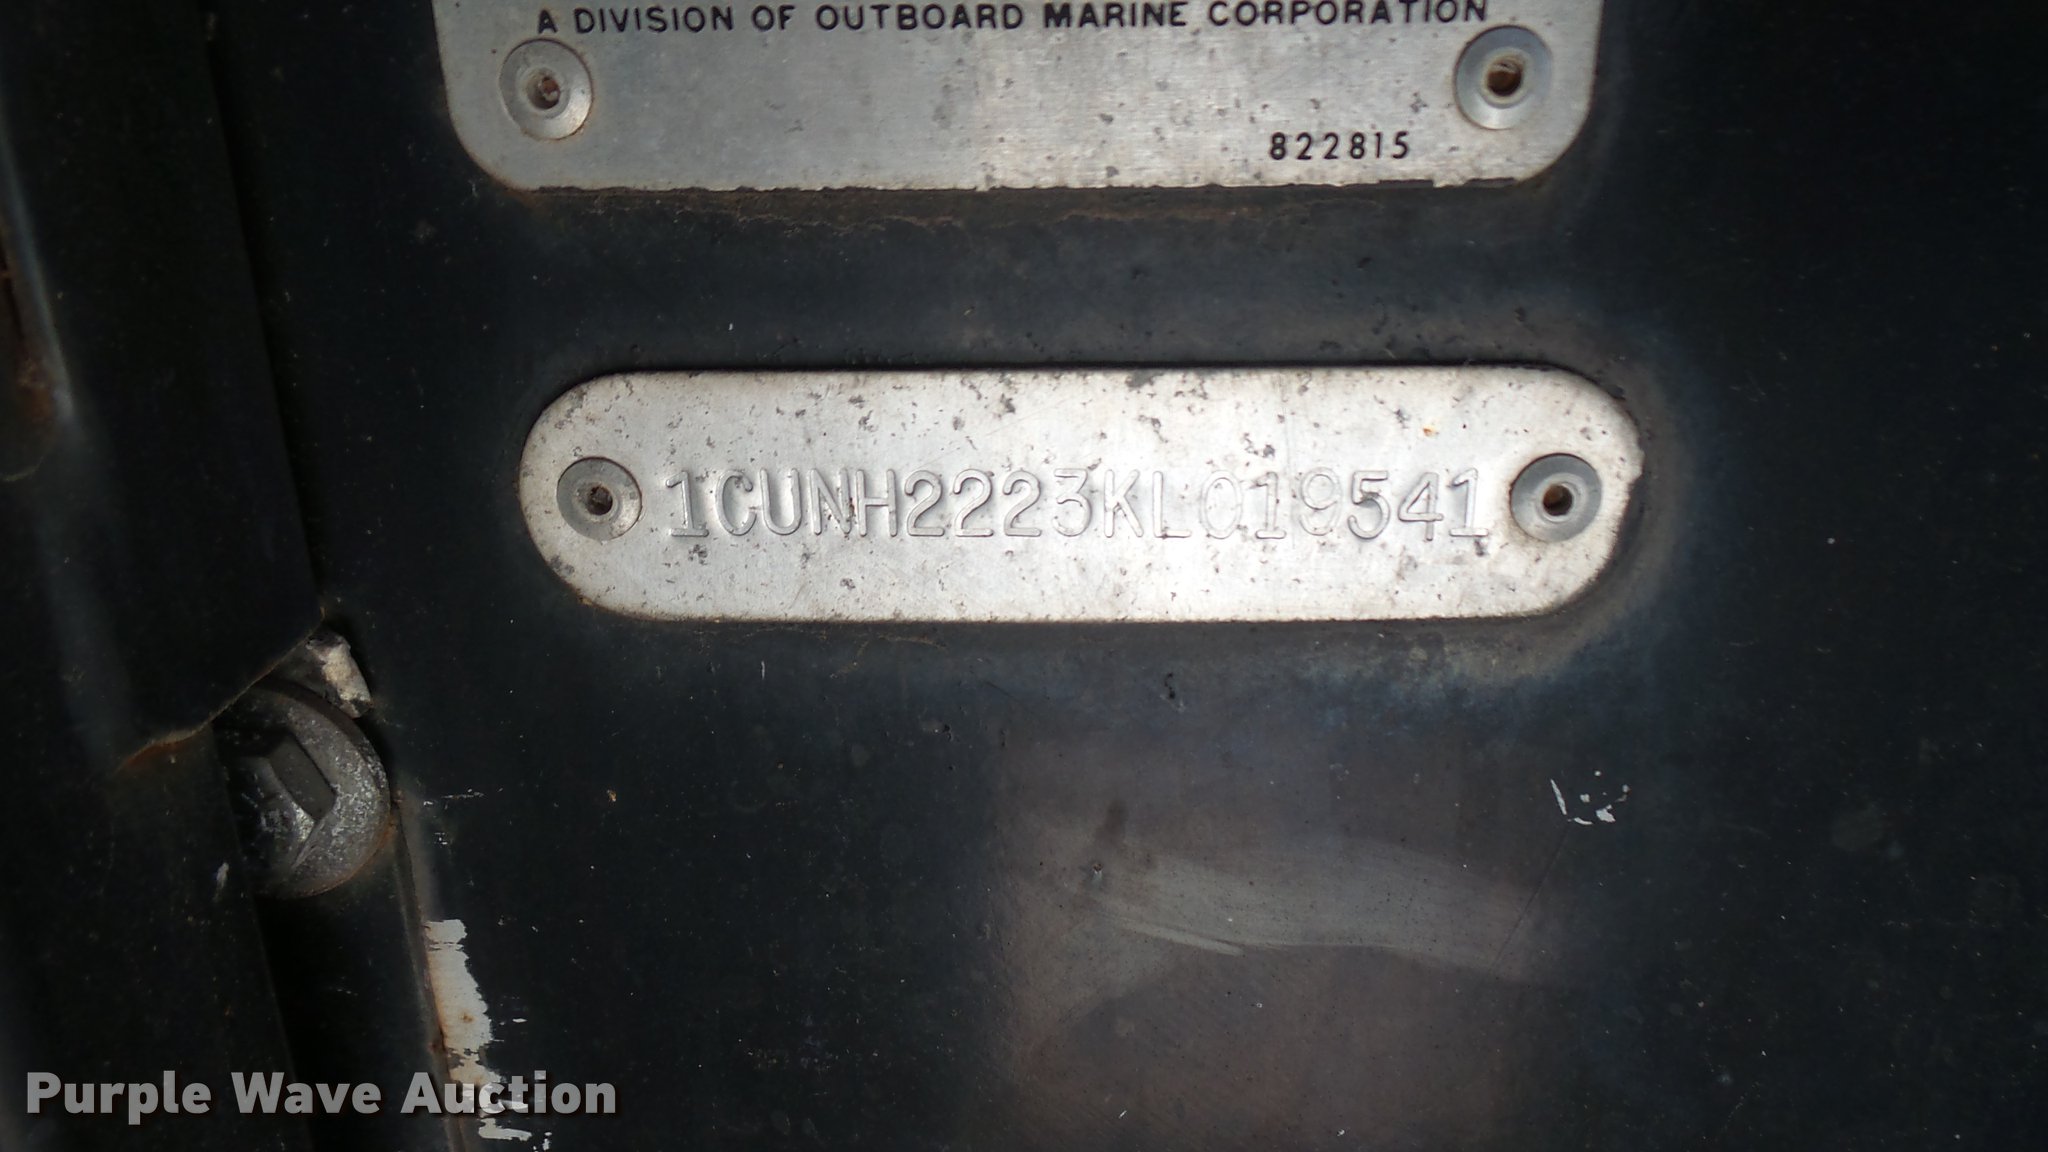 A DIVISION OF OUTBOARD MARINE CORPORATION
822815
1CUNH2223KL019541
Purple Wave Auction